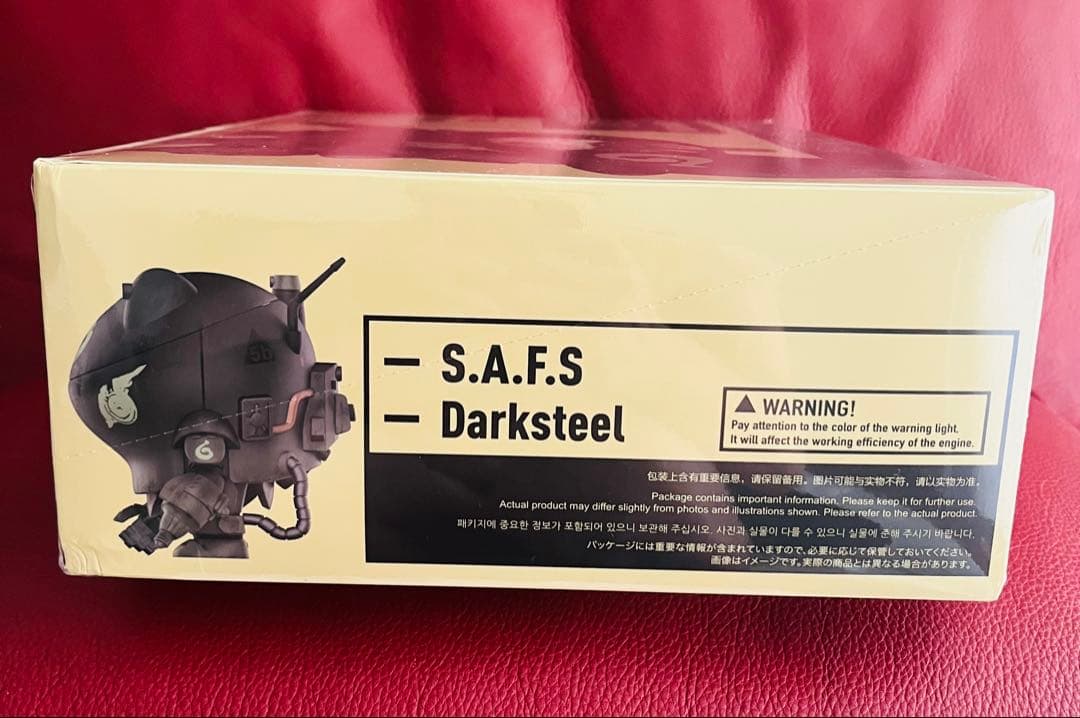 56
— S.A.F.S
— Darksteel
WARNING!
Pay attention to the color of the warning light.
It will affect the working efficiency of the engine.
包装上含有重要信息，请保留备用。图片可能与实物不符，请以实物为准。
Package contains important information. Please keep it for further use.
Actual product may differ slightly from photos and illustrations shown. Please refer to the actual product.
패키지에 중요한 정보가 포함되어 있으니 보관해 주십시오. 사진과 실물이 다를 수 있으니 실물에 준해 주시기 바랍니다.
パッケージには重要な情報が含まれていますので、必要に応じて保管しておいてください。
画像はイメージです。実際の商品とは異なる場合があります。